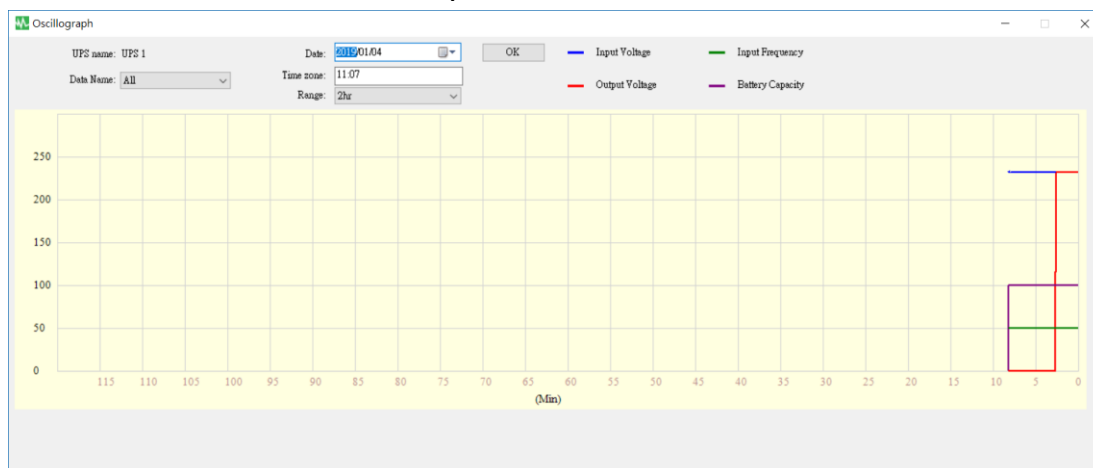 Oscillograph
UPS name: UPS 1
Date: 2019/01/04
OK
Input Voltage
Input Frequency
Data Name: All
Time zone: 11:07
Output Voltage
Battery Capacity
Range: 2hr
250
200
150
100
50
0
115 110 105 100 95 90 85 80 75 70 65 60 55 50 45 40 35 30 25 20 15 10 5 0
(Min)